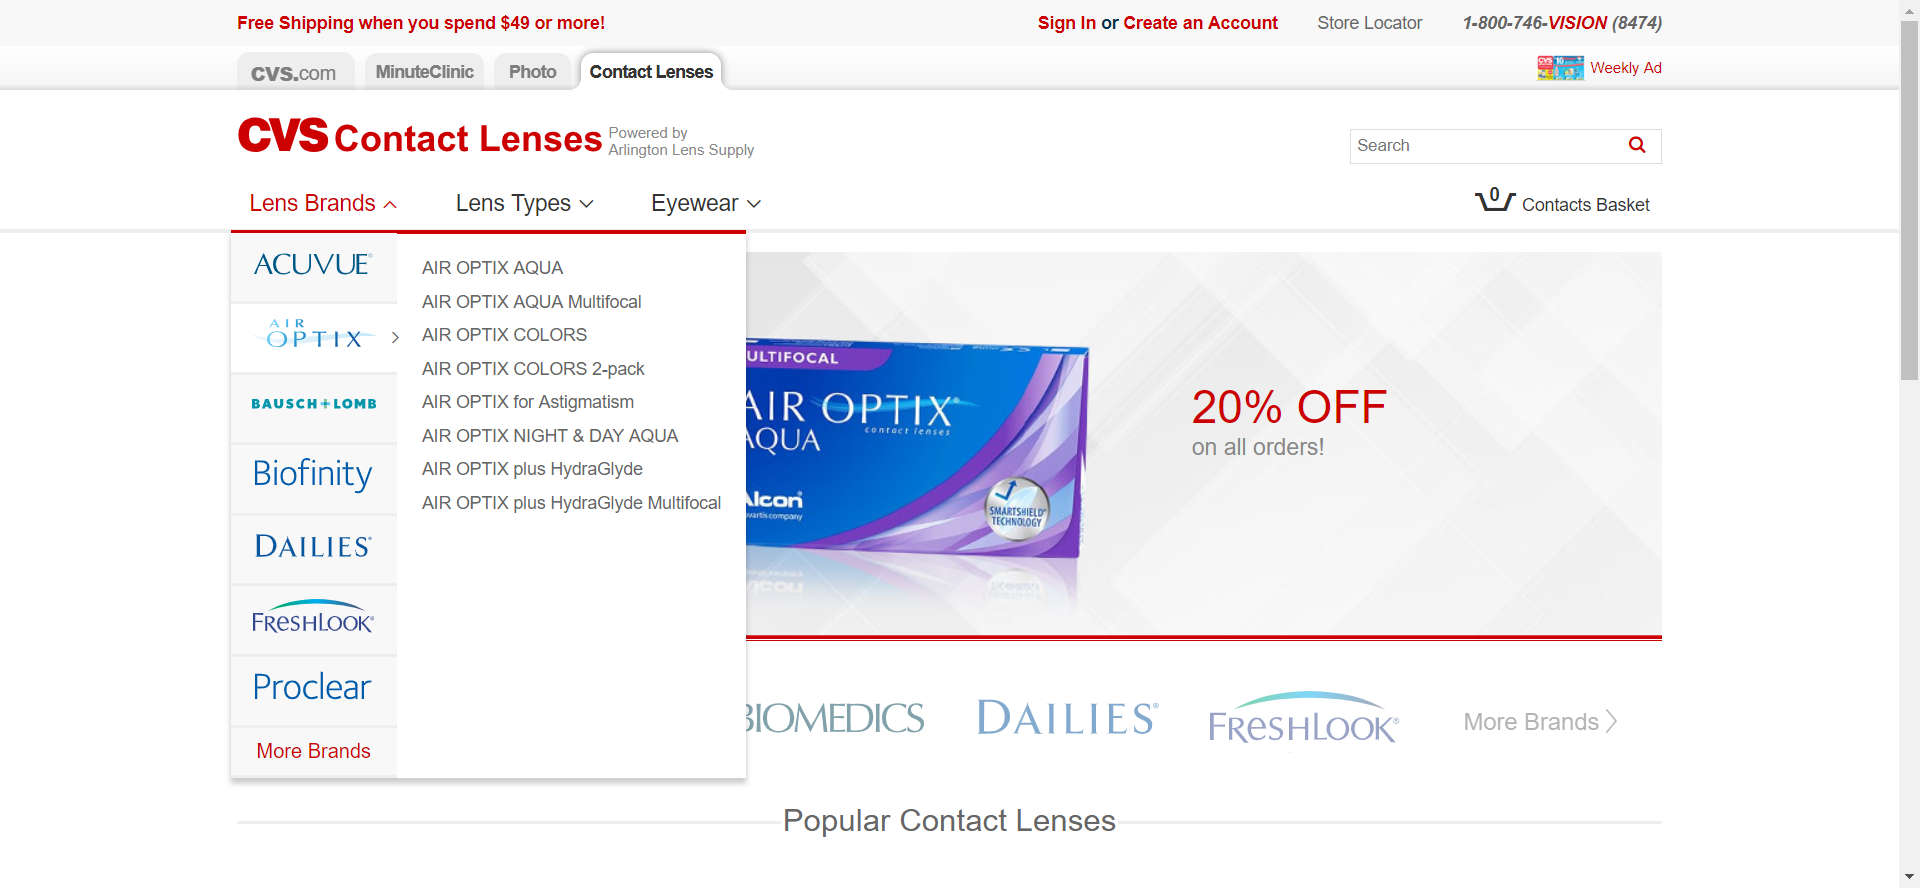 Free Shipping when you spend $49 or more!
Sign In or Create an Account
Store Locator
1-800-746-VISION (8474)
CVS.com
MinuteClinic
Photo
Contact Lenses
Weekly Ad
CVS Contact Lenses
Powered by
Arlington Lens Supply
Search
Lens Brands
Lens Types
Eyewear
0
Contacts Basket
ACUVUE
AIR
OPTIX
BAUSCH + LOMB
Biofinity
DAILIES
FRESHLOOK
Proclear
More Brands
AIR OPTIX AQUA
AIR OPTIX AQUA Multifocal
AIR OPTIX COLORS
AIR OPTIX COLORS 2-pack
AIR OPTIX for Astigmatism
AIR OPTIX NIGHT & DAY AQUA
AIR OPTIX plus HydraGlyde
AIR OPTIX plus HydraGlyde Multifocal
ULTIFOCAL
AIR OPTIX
contact lenses
AQUA
Alcon
SMARTSHIELD
TECHNOLOGY
20% OFF
on all orders!
BIOMEDICS
DAILIES
FRESHLOOK
More Brands
Popular Contact Lenses